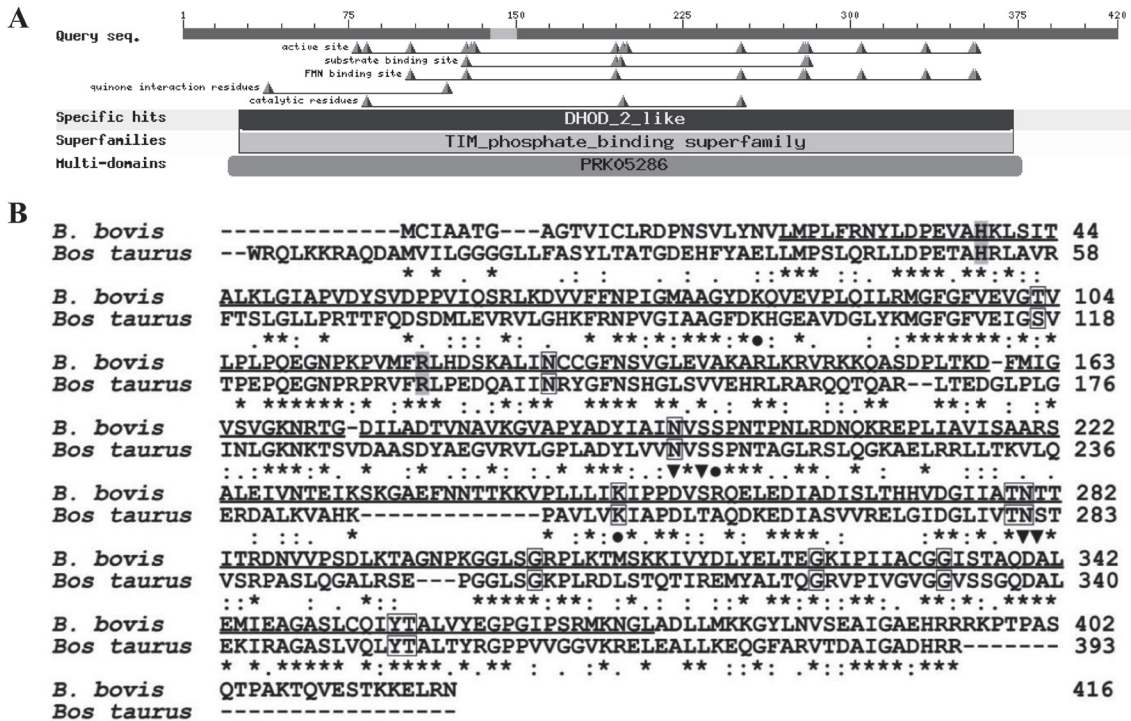 A
1 75 150 225 300 375 420
Query seq.
active site
substrate binding site
FMN binding site
quinone interaction residues
catalytic residues
Specific hits DHOD_2_like
Superfamilies TIM_phosphate_binding superfamily
Multi-domains PRK05286
B
B. bovis -------------MCIAATG---AGTVICLRDPNSVLYNVLMPLFRNYLDPEVAHKLSIT 44
Bos taurus --WRQLKKRAQDAMVILGGGGLLFASYLTATGDEHFYAELLMPSLQRLLDPETAHRLAVR 58
B. bovis ALKLGIAPVDYSVDPPVIQSRLKDVVFFNPIGMAAGYDKQVEVPLQILRMGFGFVEVGTV 104
Bos taurus FTSLGLLPRTTFQDSDMLEVRVLGHKFRNPVGIAAGFDKHGEAVDGLYKMGFGFVEIGSV 118
B. bovis LPLPQEGNPKPVMFRLHDSKALINCCGFNSVGLEVAKARLKRVRKKQASDPLTKD-FMIG 163
Bos taurus TPEPQEGNPRPRVFRLPEDQAIINRYGFNSHGLSVVEHRLRARQQTQAR--LTEDGLPLG 176
B. bovis VSVGKNRTG-DILADTVNAVKGVAPYADYIAINVSSPNTPNLRDNQKREPLIAVISAARS 222
Bos taurus INLGKNKTSVDAASDYAEGVRVLGPLADYLVVNVSSPNTAGLRSLQGKAELRRLLTKVLQ 236
B. bovis ALEIVNTEIKSKGAEFNNTTKKVPLLLIKIPPDVSRQELEDIADISLTHHVDGIIATNTT 282
Bos taurus ERDALKVAHK-------------PAVLVKIAPDLTAQDKEDIASVVRELGIDGLIVTNST 283
B. bovis ITRDNVVPSDLKTAGNPKGGLSGRPLKTMSKKIVYDLYELTEGKIPIIACGGISTAQDAL 342
Bos taurus VSRPASLQGALRSE---PGGLSGKPLRDLSTQTIREMYALTQGRVPIVGVGGVSSGQDAL 340
B. bovis EMIEAGASLCQIYTALVYEGPGIPSRMKNGLADLLMKKGYLNVSEAIGAEHRRRKPTPAS 402
Bos taurus EKIRAGASLVQLYTALTYRGPPVVGGVKRELEALLKEQGFARVTDAIGADHRR------- 393
B. bovis QTPAKTQVESTKKELRN 416
Bos taurus -----------------